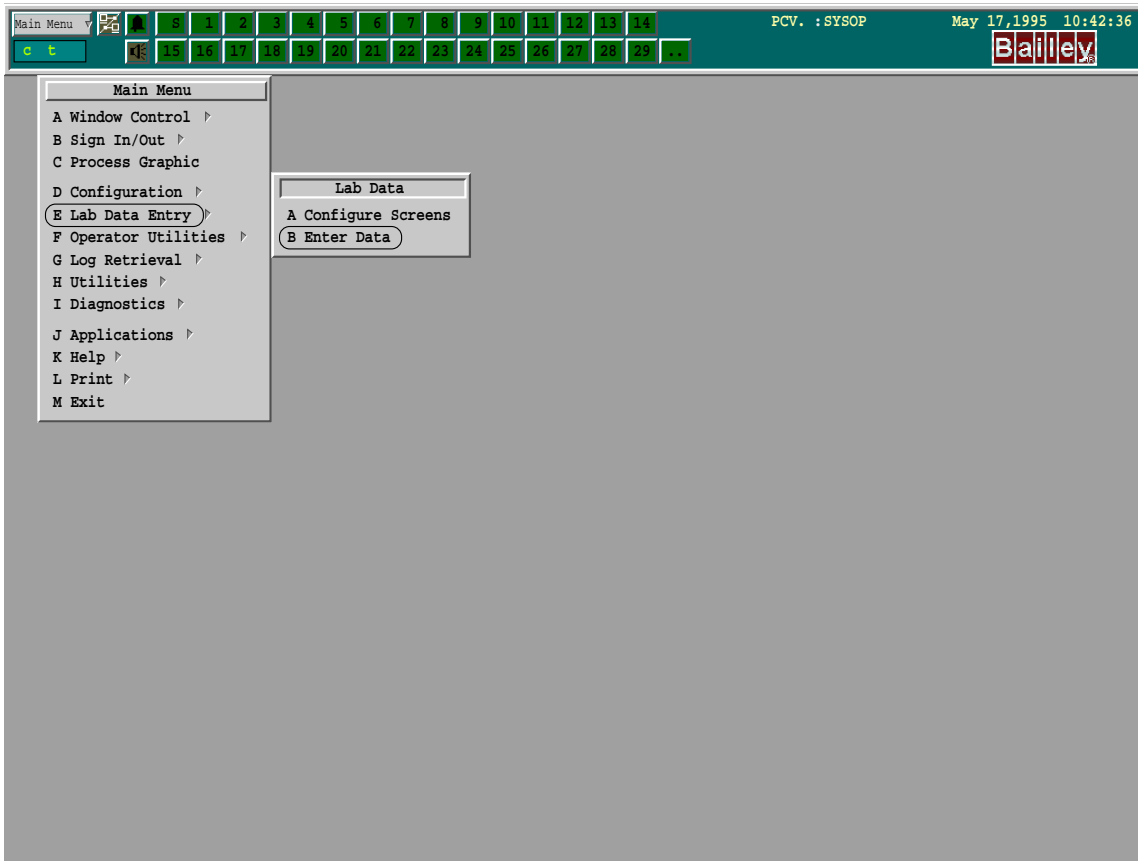 Main Menu S 1 2 3 4 5 6 7 8 9 10 11 12 13 14 PCV. :SYSOP May 17,1995 10:42:36
c t 15 16 17 18 19 20 21 22 23 24 25 26 27 28 29 .. Bailey®
Main Menu
A Window Control
B Sign In/Out
C Process Graphic
D Configuration
E Lab Data Entry
F Operator Utilities
G Log Retrieval
H Utilities
I Diagnostics
J Applications
K Help
L Print
M Exit
Lab Data
A Configure Screens
B Enter Data